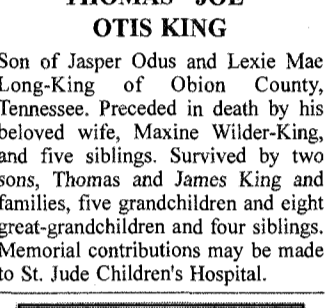 THOMAS "JOE"
OTIS KING
Son of Jasper Odus and Lexie Mae
Long-King of Obion County,
Tennessee. Preceded in death by his
beloved wife, Maxine Wilder-King,
and five siblings. Survived by two
sons, Thomas and James King and
families, five grandchildren and eight
great-grandchildren and four siblings.
Memorial contributions may be made
to St. Jude Children's Hospital.